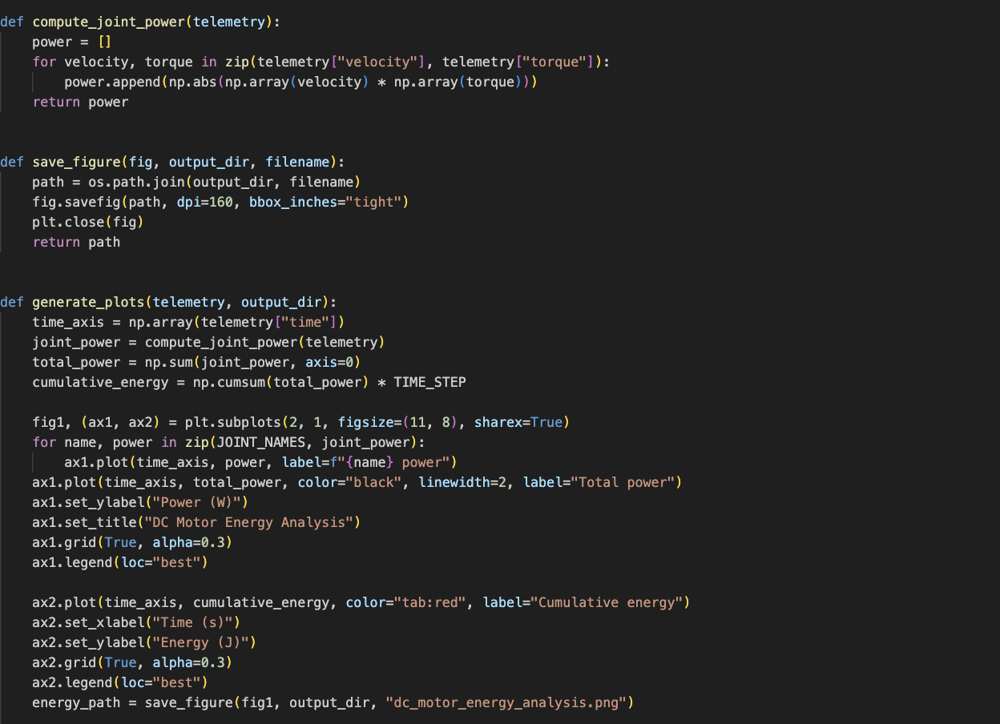 def compute_joint_power(telemetry):
    power = []
    for velocity, torque in zip(telemetry["velocity"], telemetry["torque"]):
        power.append(np.abs(np.array(velocity) * np.array(torque)))
    return power


def save_figure(fig, output_dir, filename):
    path = os.path.join(output_dir, filename)
    fig.savefig(path, dpi=160, bbox_inches="tight")
    plt.close(fig)
    return path


def generate_plots(telemetry, output_dir):
    time_axis = np.array(telemetry["time"])
    joint_power = compute_joint_power(telemetry)
    total_power = np.sum(joint_power, axis=0)
    cumulative_energy = np.cumsum(total_power) * TIME_STEP

    fig1, (ax1, ax2) = plt.subplots(2, 1, figsize=(11, 8), sharex=True)
    for name, power in zip(JOINT_NAMES, joint_power):
        ax1.plot(time_axis, power, label=f"{name} power")
    ax1.plot(time_axis, total_power, color="black", linewidth=2, label="Total power")
    ax1.set_ylabel("Power (W)")
    ax1.set_title("DC Motor Energy Analysis")
    ax1.grid(True, alpha=0.3)
    ax1.legend(loc="best")

    ax2.plot(time_axis, cumulative_energy, color="tab:red", label="Cumulative energy")
    ax2.set_xlabel("Time (s)")
    ax2.set_ylabel("Energy (J)")
    ax2.grid(True, alpha=0.3)
    ax2.legend(loc="best")
    energy_path = save_figure(fig1, output_dir, "dc_motor_energy_analysis.png")